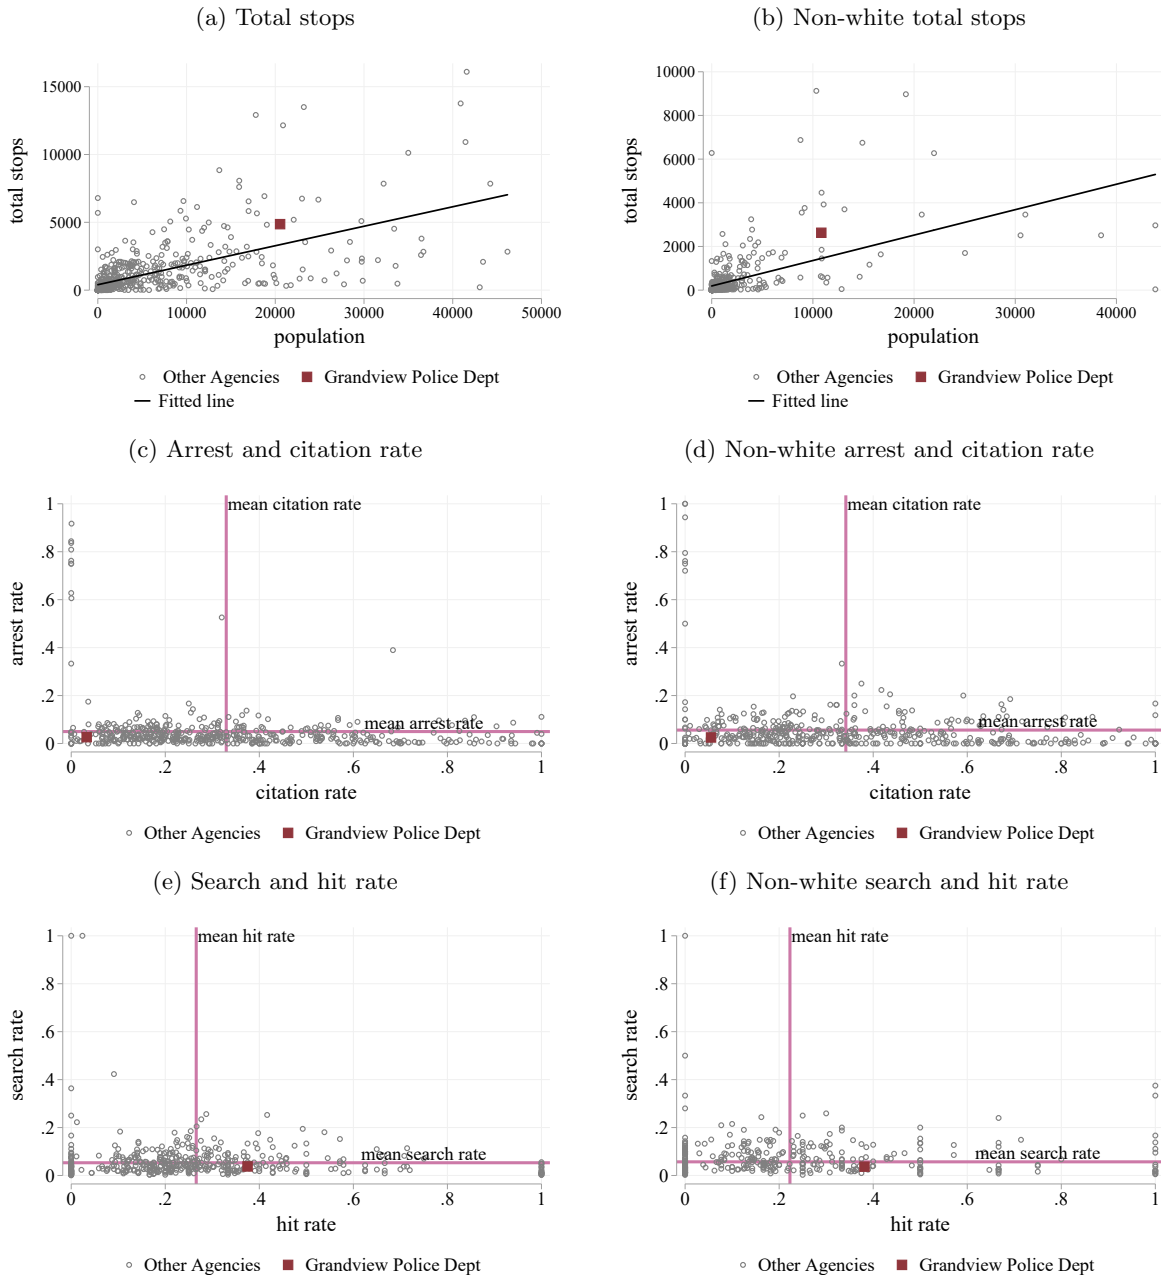 (a) Total stops
(b) Non-white total stops
total stops
15000
10000
5000
0
0 10000 20000 30000 40000 50000
population
Other Agencies Grandview Police Dept
Fitted line
total stops
10000
8000
6000
4000
2000
0
0 10000 20000 30000 40000
population
Other Agencies Grandview Police Dept
Fitted line
(c) Arrest and citation rate
(d) Non-white arrest and citation rate
arrest rate
1
.8
.6
.4
.2
0
mean citation rate
mean arrest rate
0 .2 .4 .6 .8 1
citation rate
Other Agencies Grandview Police Dept
arrest rate
1
.8
.6
.4
.2
0
mean citation rate
mean arrest rate
0 .2 .4 .6 .8 1
citation rate
Other Agencies Grandview Police Dept
(e) Search and hit rate
(f) Non-white search and hit rate
search rate
1
.8
.6
.4
.2
0
mean hit rate
mean search rate
0 .2 .4 .6 .8 1
hit rate
Other Agencies Grandview Police Dept
search rate
1
.8
.6
.4
.2
0
mean hit rate
mean search rate
0 .2 .4 .6 .8 1
hit rate
Other Agencies Grandview Police Dept